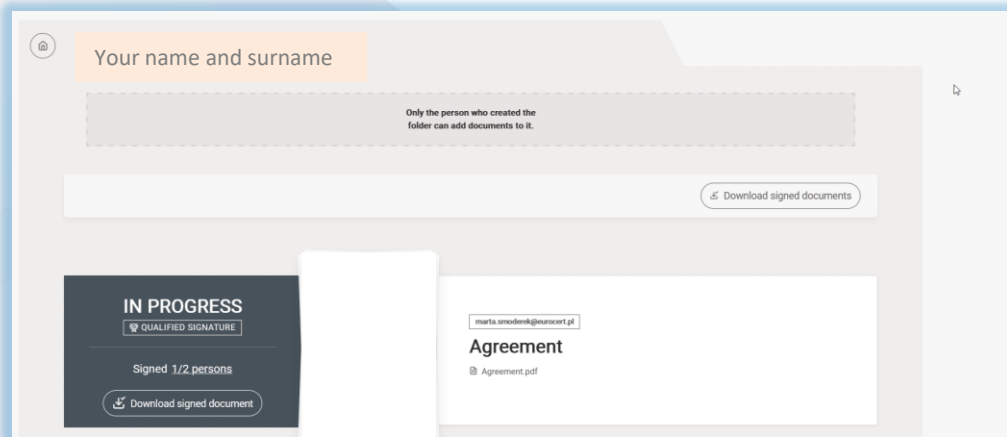 Your name and surname
Only the person who created the
folder can add documents to it.
Download signed documents
IN PROGRESS
QUALIFIED SIGNATURE
Signed 1/2 persons
Download signed document
marta.smoderek@eurocert.pl
Agreement
Agreement.pdf